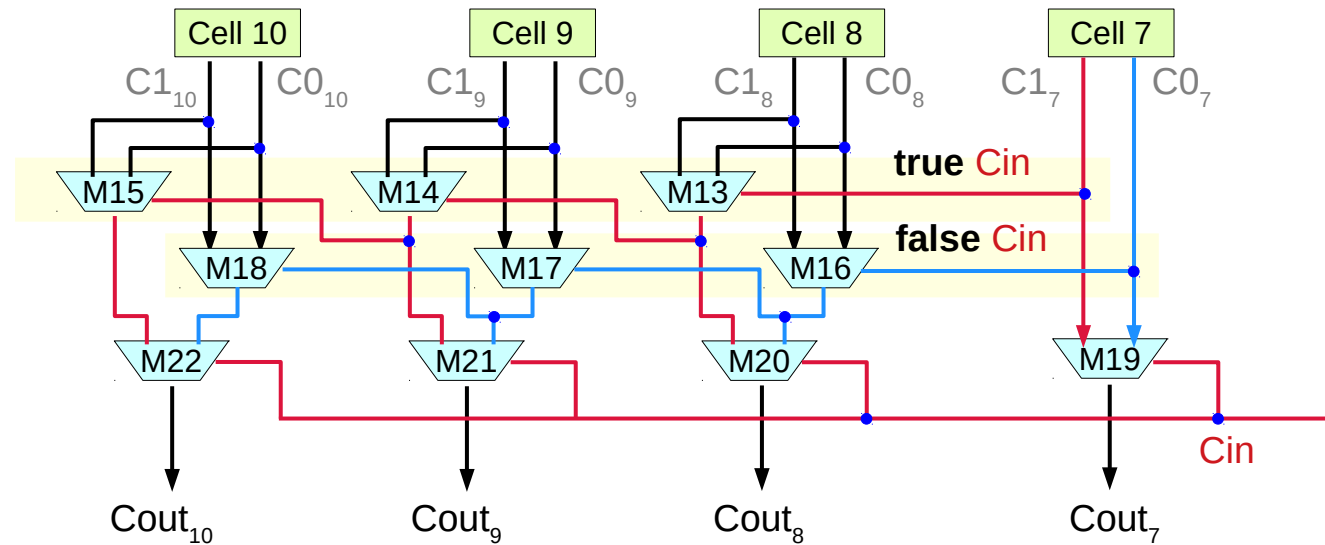 Cell 10 Cell 9 Cell 8 Cell 7
C1₁₀ C0₁₀ C1₉ C0₉ C1₈ C0₈ C1₇ C0₇
true Cin
M15 M14 M13
false Cin
M18 M17 M16
M22 M21 M20 M19
Cin
Cout₁₀ Cout₉ Cout₈ Cout₇